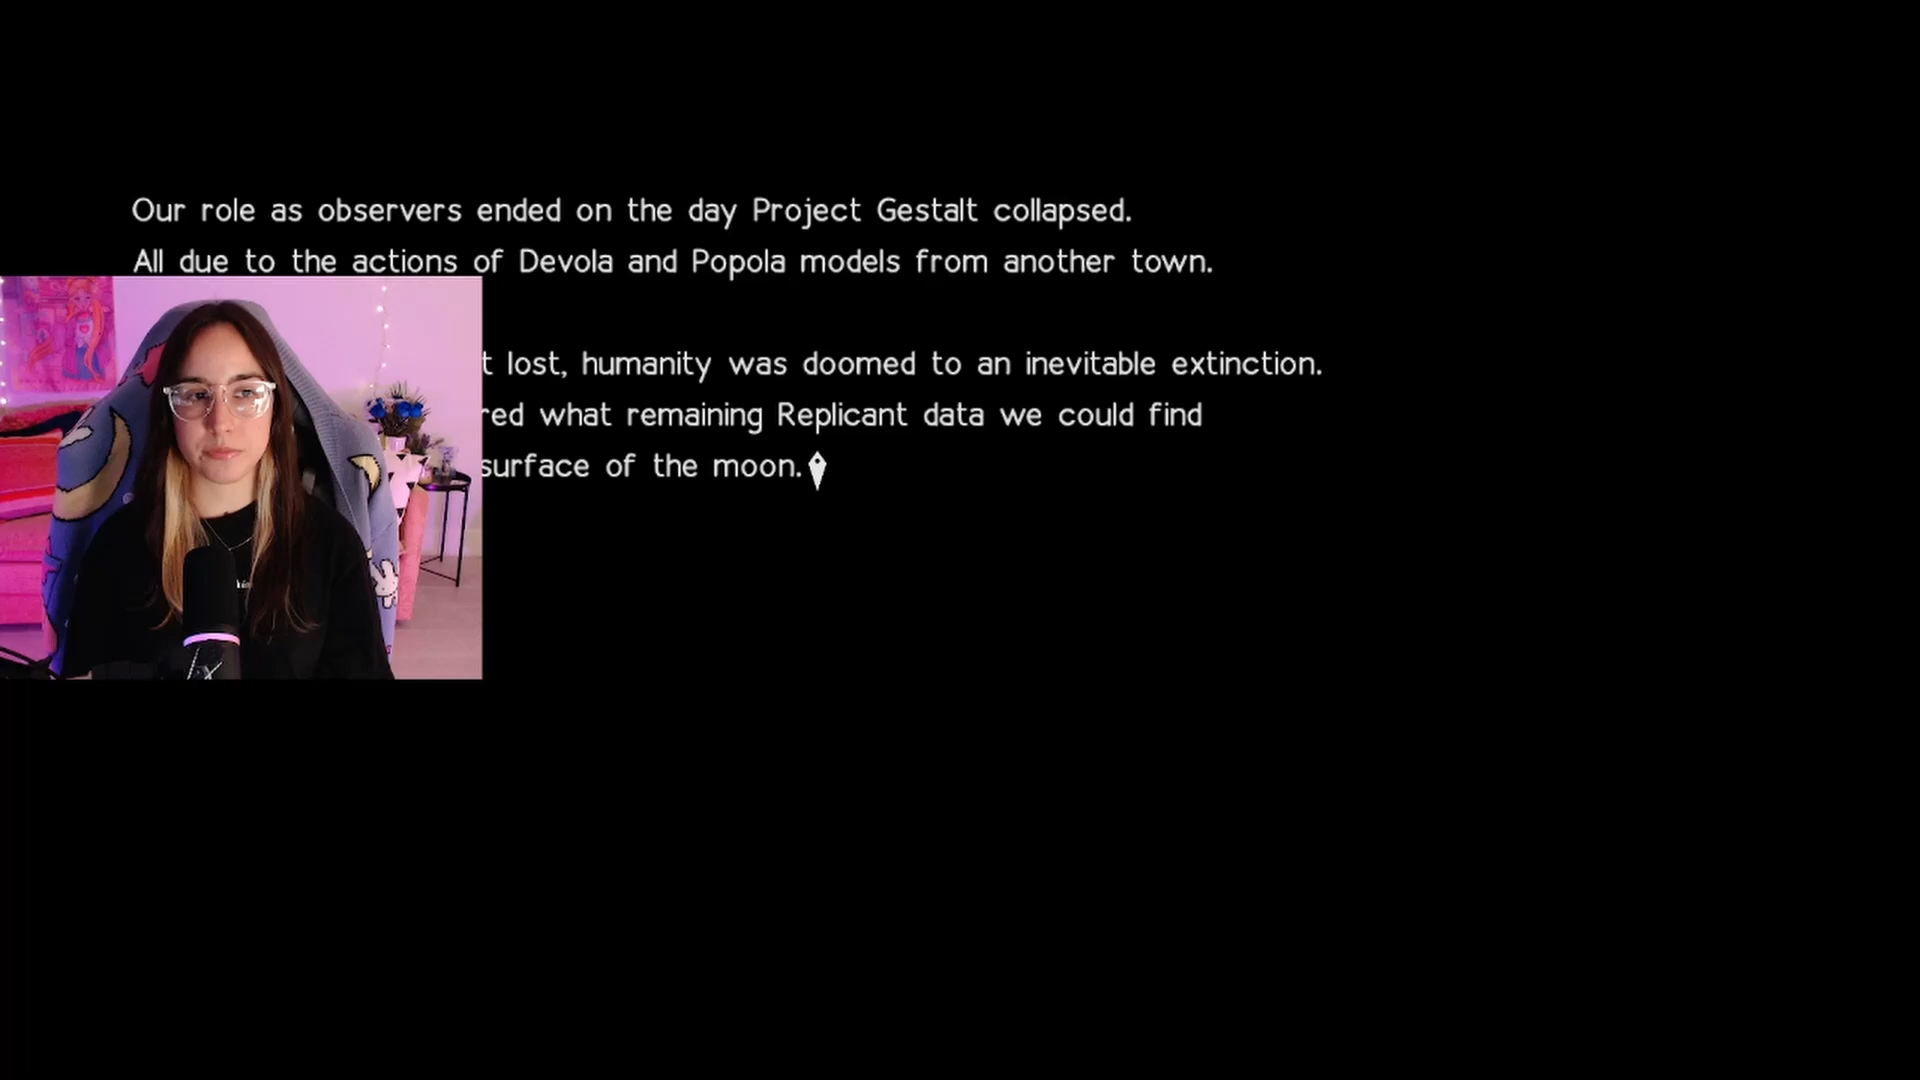 Our role as observers ended on the day Project Gestalt collapsed.
All due to the actions of Devola and Popola models from another town.
lost, humanity was doomed to an inevitable extinction.
what remaining Replicant data we could find
surface of the moon.